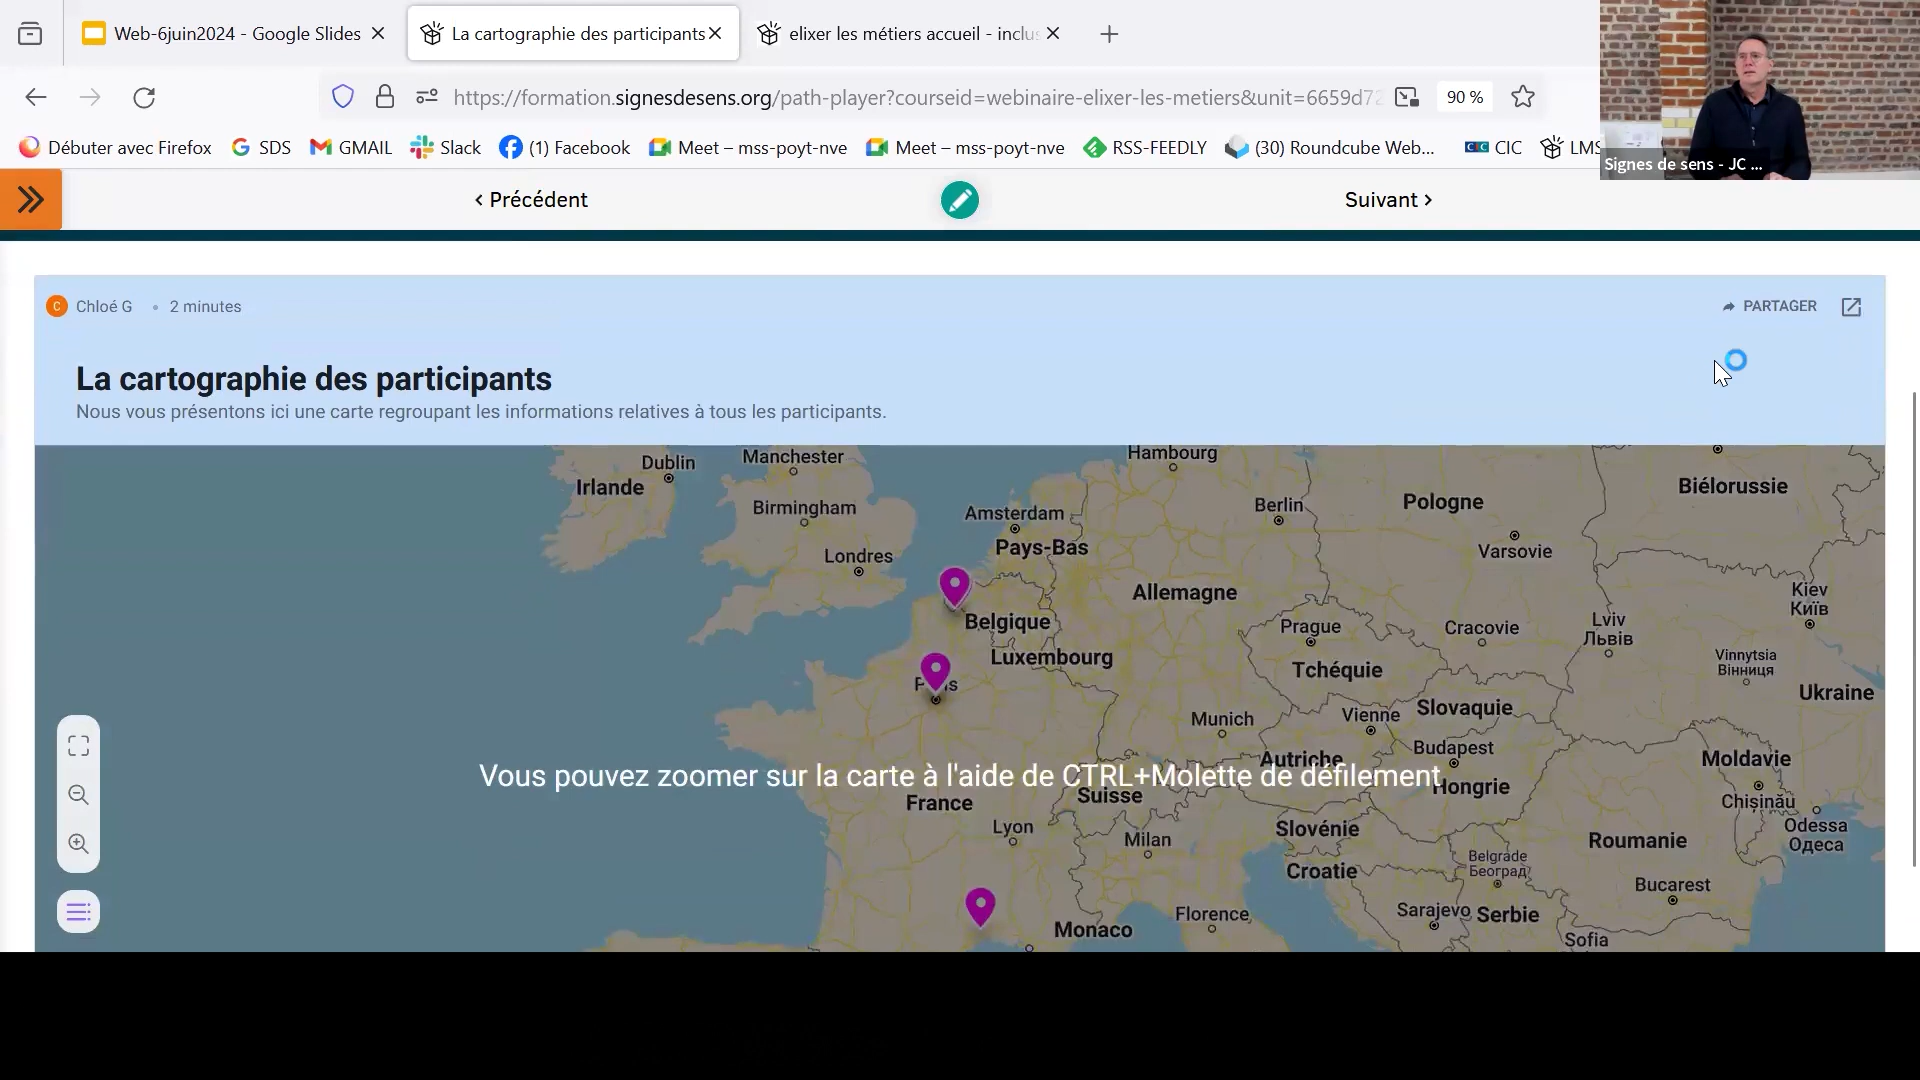 Web-6juin2024 - Google Slides
La cartographie des participants
elixer les métiers accueil - inclus
https://formation.signesdesens.org/path-player?courseid=webinaire-elixer-les-metiers&unit=6659d72
90 %
Débuter avec Firefox
SDS
GMAIL
Slack
(1) Facebook
Meet – mss-poyt-nve
Meet – mss-poyt-nve
RSS-FEEDLY
(30) Roundcube Web...
CIC
CIC
LMS
Signes de sens - JC ...
‹ Précédent
Suivant ›
C
Chloé G • 2 minutes
PARTAGER
La cartographie des participants
Nous vous présentons ici une carte regroupant les informations relatives à tous les participants.
Dublin
Manchester
Hambourg
Irlande
Birmingham
Amsterdam
Berlin
Pologne
Biélorussie
Londres
Pays-Bas
Varsovie
Allemagne
Kiev
Київ
Belgique
Prague
Cracovie
Lviv
Львів
Luxembourg
Tchéquie
Vinnytsia
Вінниця
Ukraine
Munich
Vienne
Slovaquie
Autriche
Budapest
Moldavie
Vous pouvez zoomer sur la carte à l'aide de CTRL+Molette de défilement
Hongrie
France
Suisse
Chișinău
Lyon
Milan
Slovénie
Roumanie
Odessa
Одеса
Croatie
Belgrade
Београд
Bucarest
Monaco
Florence
Sarajevo
Serbie
Sofia